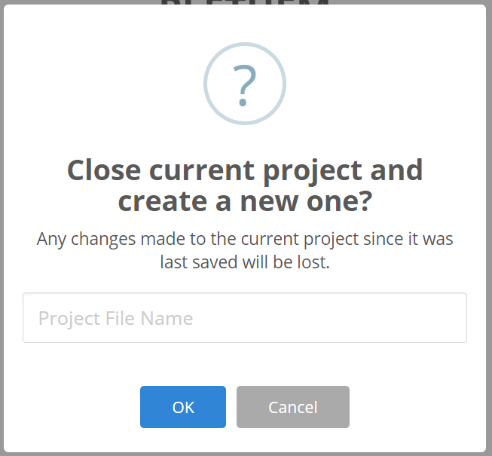 ?
Close current project and
create a new one?
Any changes made to the current project since it was
last saved will be lost.
Project File Name
OK
Cancel